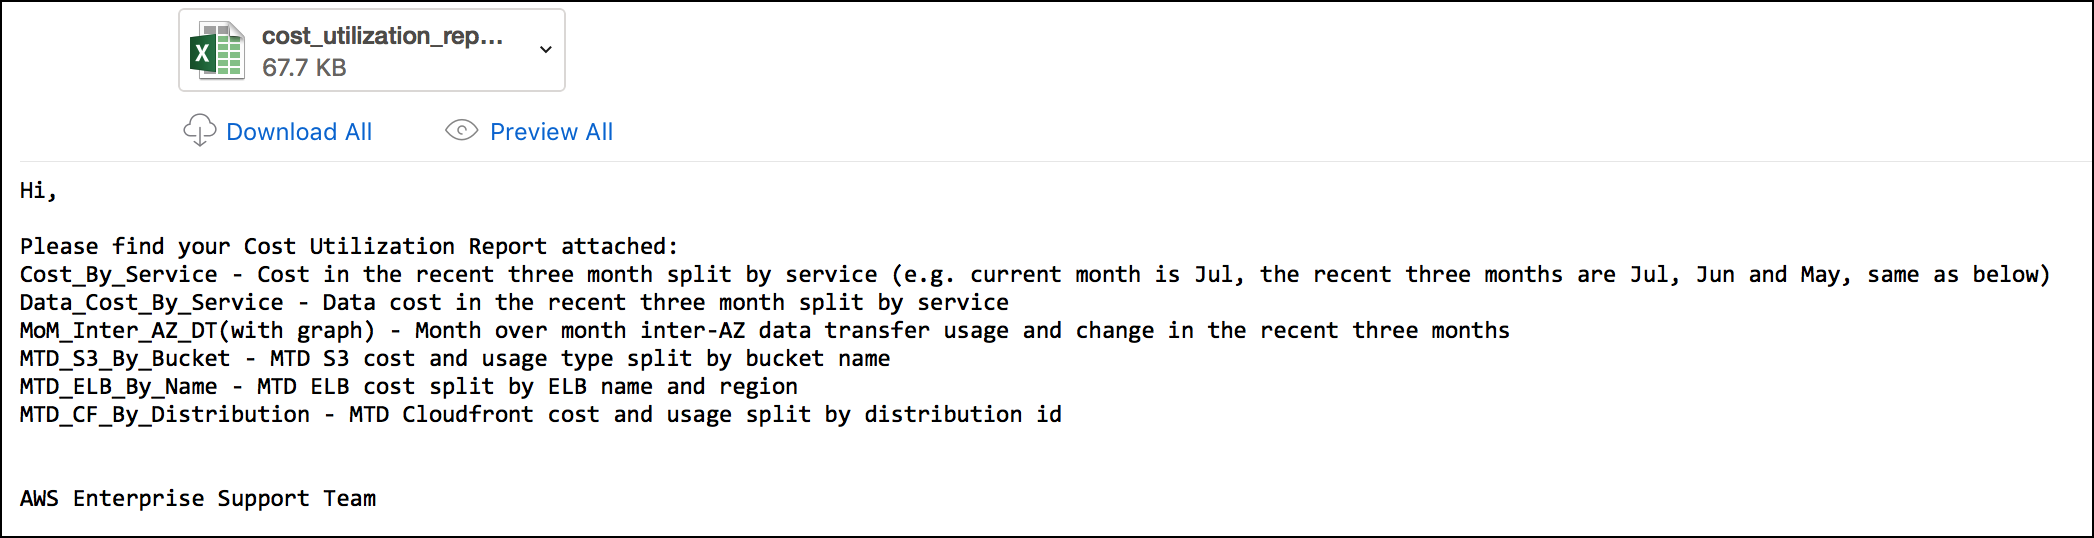 cost_utilization_rep...
67.7 KB
Download All Preview All
Hi,
Please find your Cost Utilization Report attached:
Cost_By_Service - Cost in the recent three month split by service (e.g. current month is Jul, the recent three months are Jul, Jun and May, same as below)
Data_Cost_By_Service - Data cost in the recent three month split by service
MoM_Inter_AZ_DT(with graph) - Month over month inter-AZ data transfer usage and change in the recent three months
MTD_S3_By_Bucket - MTD S3 cost and usage type split by bucket name
MTD_ELB_By_Name - MTD ELB cost split by ELB name and region
MTD_CF_By_Distribution - MTD Cloudfront cost and usage split by distribution id
AWS Enterprise Support Team